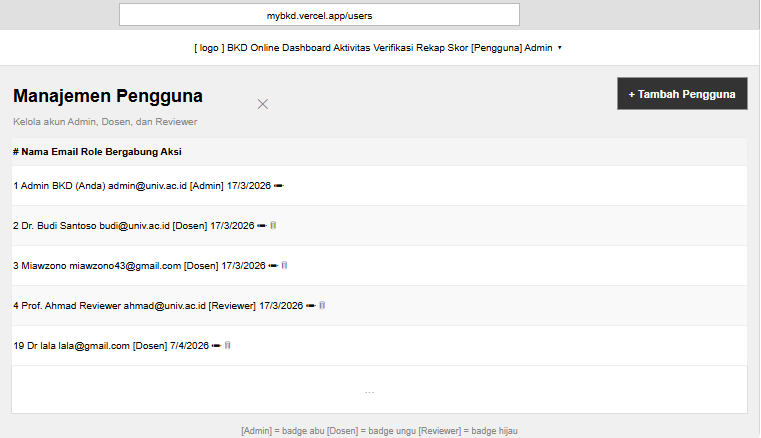 mybkd.vercel.app/users
[ logo ] BKD Online Dashboard Aktivitas Verifikasi Rekap Skor [Pengguna] Admin ▾
Manajemen Pengguna
+ Tambah Pengguna
Kelola akun Admin, Dosen, dan Reviewer
# Nama Email Role Bergabung Aksi
1 Admin BKD (Anda) admin@univ.ac.id [Admin] 17/3/2026
2 Dr. Budi Santoso budi@univ.ac.id [Dosen] 17/3/2026
3 Miawzono miawzono43@gmail.com [Dosen] 17/3/2026
4 Prof. Ahmad Reviewer ahmad@univ.ac.id [Reviewer] 17/3/2026
19 Dr lala lala@gmail.com [Dosen] 7/4/2026
...
[Admin] = badge abu [Dosen] = badge ungu [Reviewer] = badge hijau